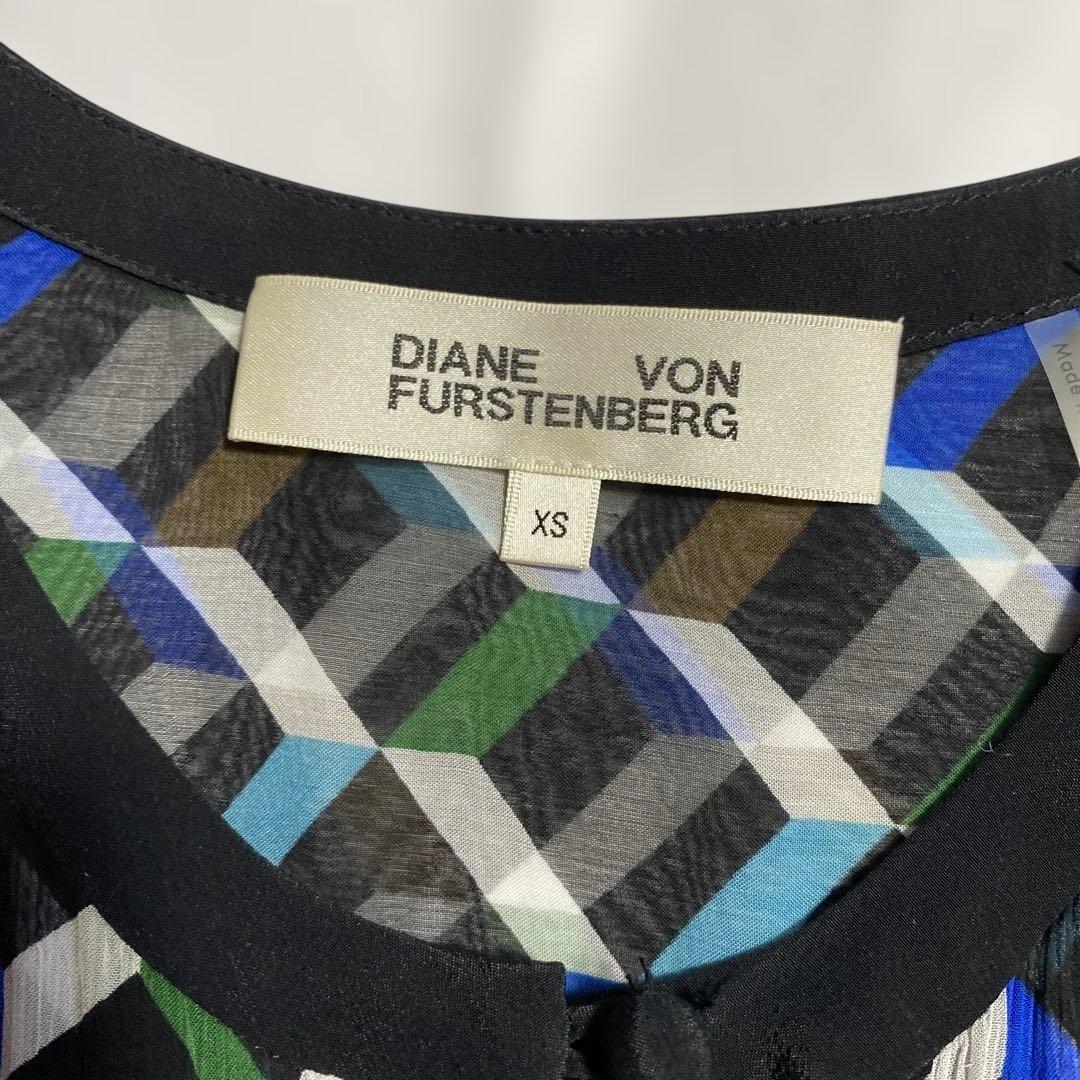 DIANE VON
FURSTENBERG
XS
Made